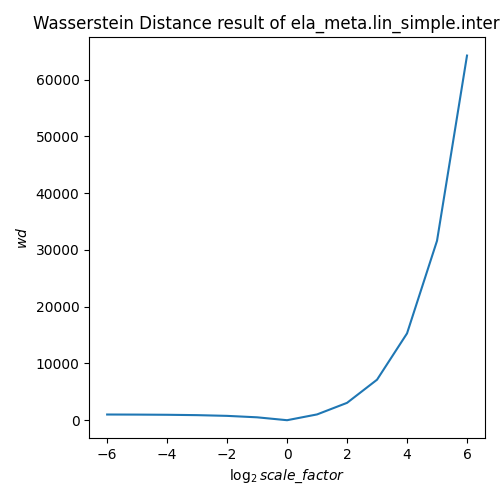 Wasserstein Distance result of ela_meta.lin_simple.inter
60000
50000
40000
30000
20000
10000
0
wd
−6 −4 −2 0 2 4 6
log₂ scale_factor